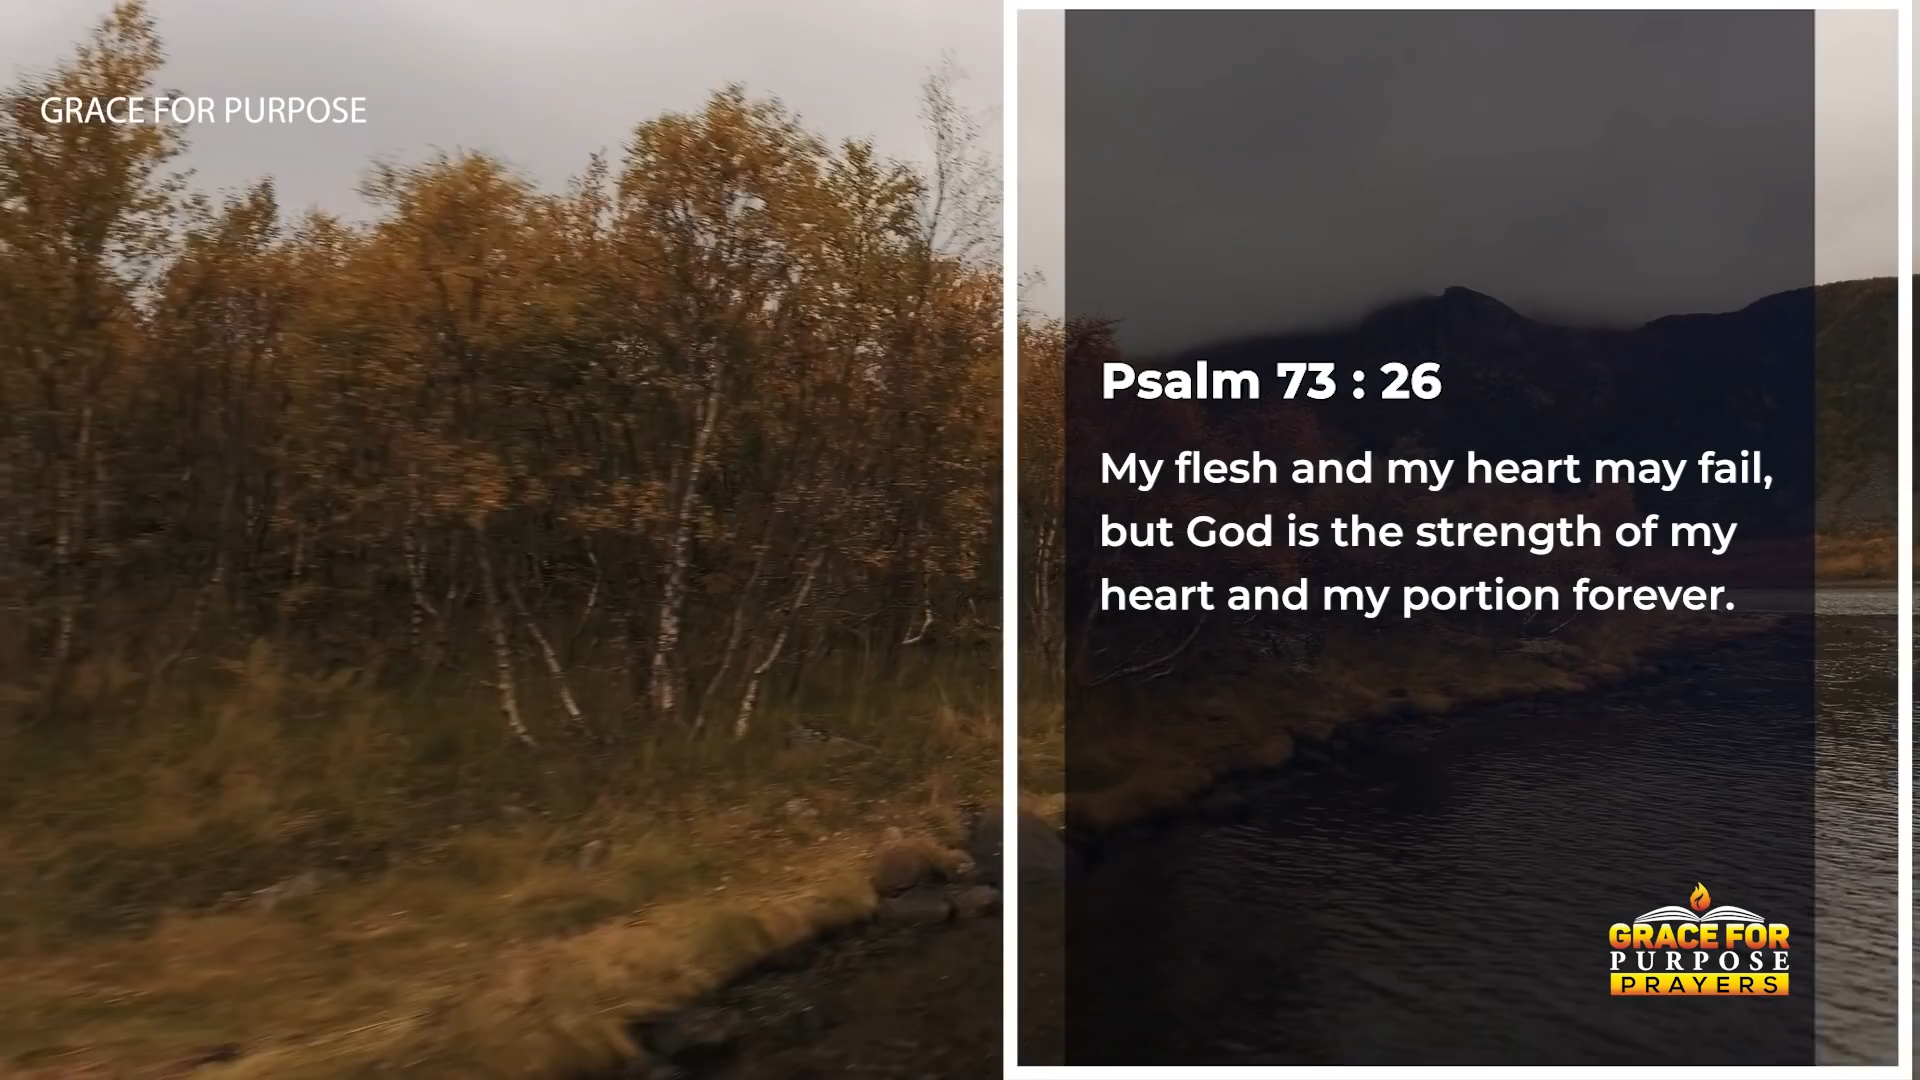 GRACE FOR PURPOSE
Psalm 73 : 26
My flesh and my heart may fail,
but God is the strength of my
heart and my portion forever.
GRACE FOR
PURPOSE
PRAYERS